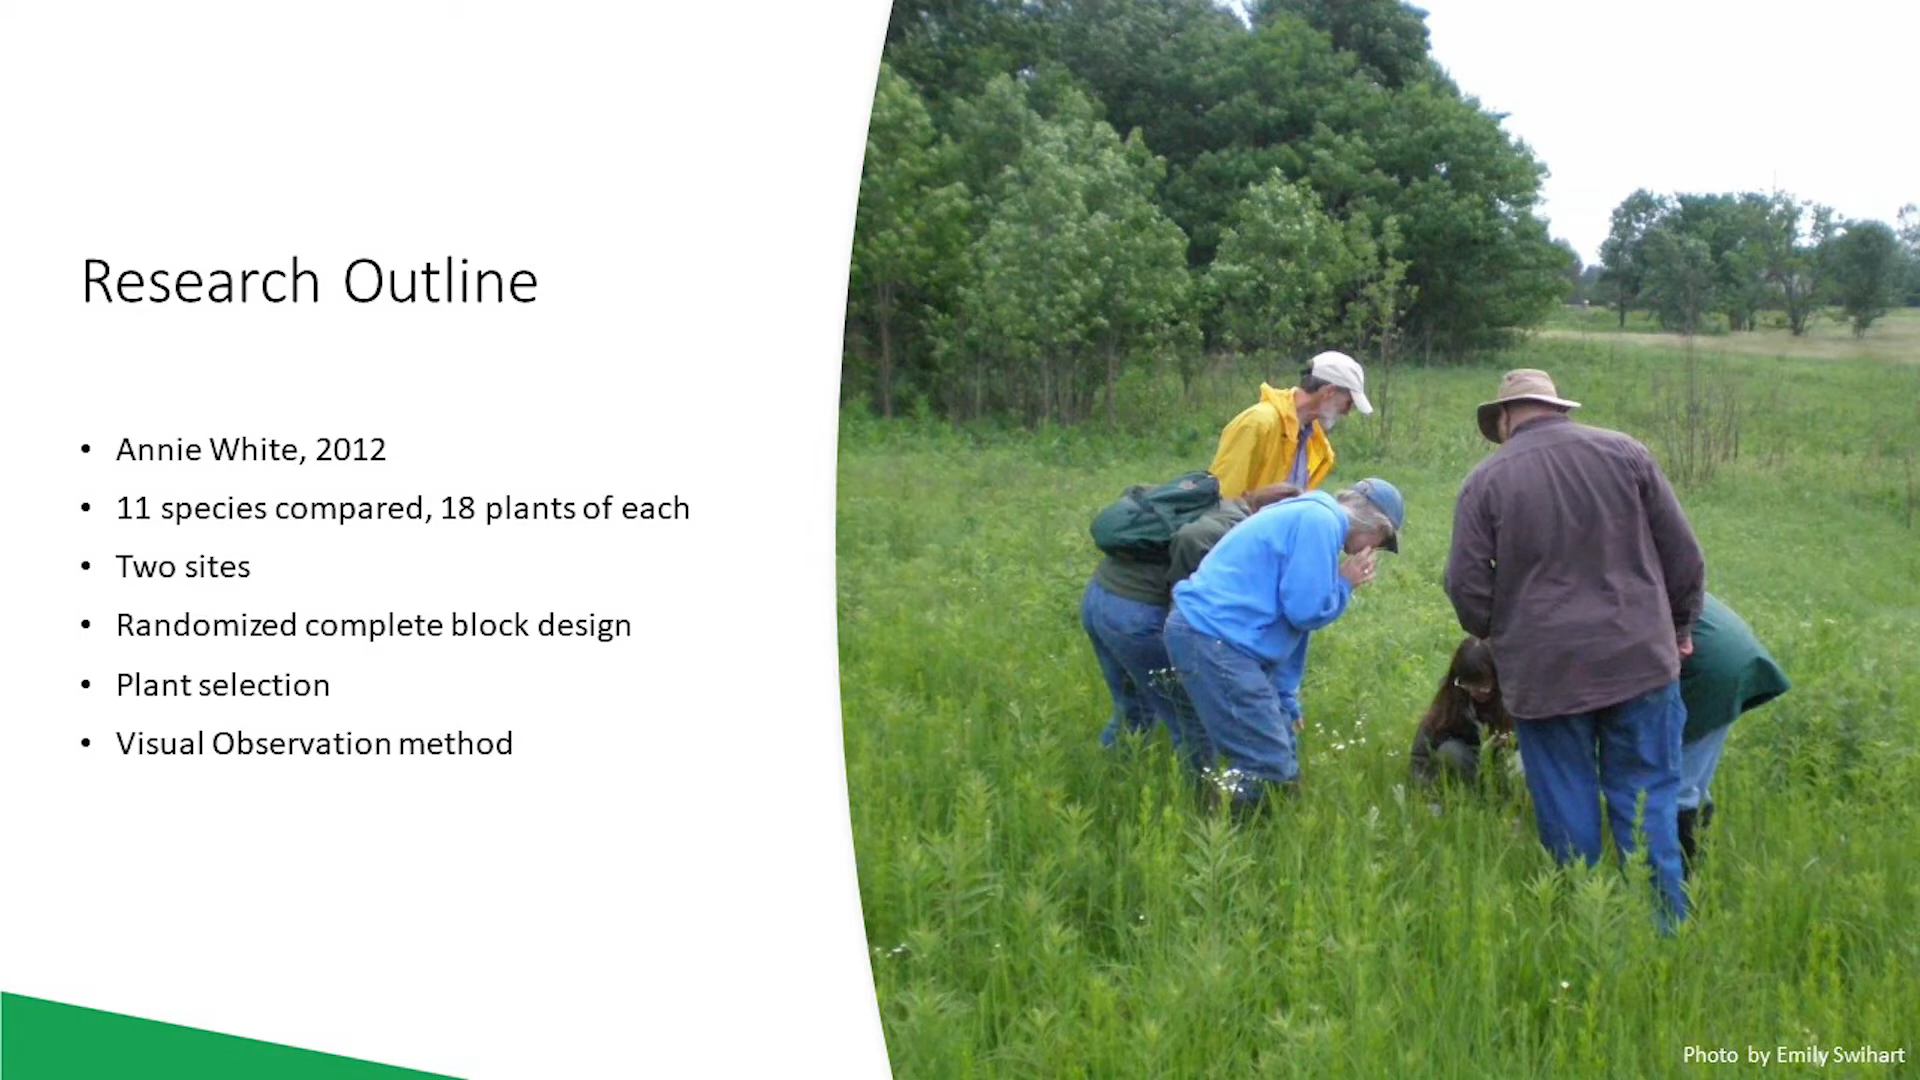 Research Outline
• Annie White, 2012
• 11 species compared, 18 plants of each
• Two sites
• Randomized complete block design
• Plant selection
• Visual Observation method
Photo by Emily Swihart